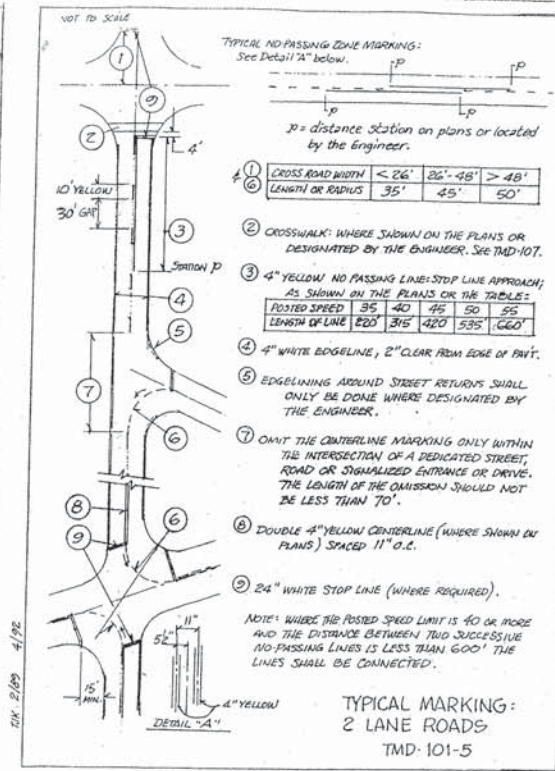 NOT TO SCALE
TYPICAL NO-PASSING ZONE MARKING:
See Detail "A" below.
p p
p p
p = distance station on plans or located
by the Engineer.
① ⑨
② 4'
10' YELLOW
30' GAP
③
STATION P
④
⑤
⑦
⑥
⑧
⑥
⑨
15'
MIN.
5½" 11"
4" YELLOW
DETAIL "A"
① CROSS ROAD WIDTH < 26' 26'-48' > 48'
⑥ LENGTH OR RADIUS 35' 45' 50'
② CROSSWALK: WHERE SHOWN ON THE PLANS OR
DESIGNATED BY THE ENGINEER. SEE TMD-107.
③ 4" YELLOW NO PASSING LINE: STOP LINE APPROACH;
AS SHOWN ON THE PLANS OR THE TABLE:
POSTED SPEED 35 40 45 50 55
LENGTH OF LINE 220' 315' 420' 535' 660'
④ 4" WHITE EDGELINE, 2" CLEAR FROM EDGE OF PAV'T.
⑤ EDGELINING AROUND STREET RETURNS SHALL
ONLY BE DONE WHERE DESIGNATED BY
THE ENGINEER.
⑦ OMIT THE CENTERLINE MARKING ONLY WITHIN
THE INTERSECTION OF A DEDICATED STREET,
ROAD OR SIGNALIZED ENTRANCE OR DRIVE.
THE LENGTH OF THE OMISSION SHOULD NOT
BE LESS THAN 70'.
⑧ DOUBLE 4" YELLOW CENTERLINE (WHERE SHOWN ON
PLANS) SPACED 11" O.C.
⑨ 24" WHITE STOP LINE (WHERE REQUIRED).
NOTE: WHERE THE POSTED SPEED LIMIT IS 40 OR MORE
AND THE DISTANCE BETWEEN TWO SUCCESSIVE
NO-PASSING LINES IS LESS THAN 600' THE
LINES SHALL BE CONNECTED.
TYPICAL MARKING:
2 LANE ROADS
TMD-101-5
2/89 4/92